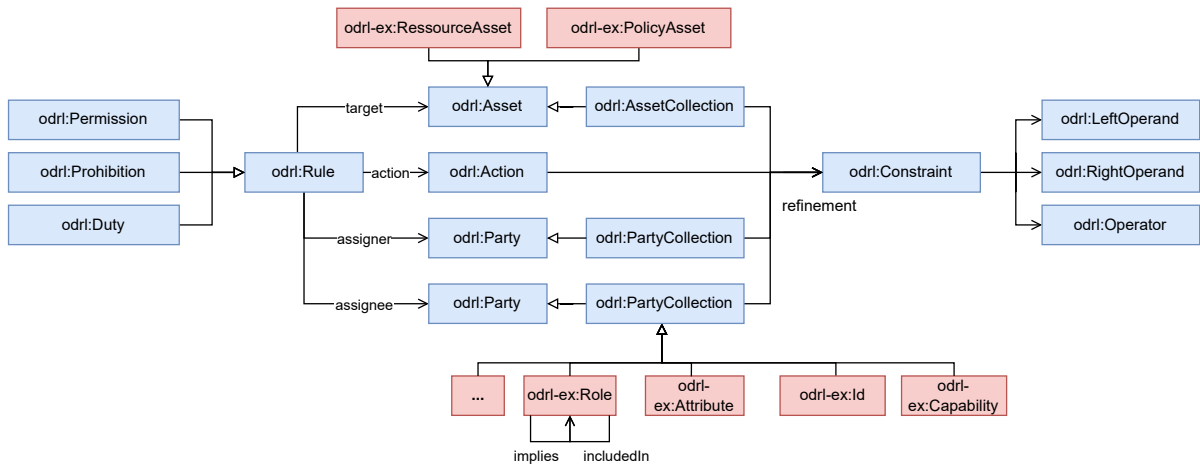 odrl-ex:RessourceAsset
odrl-ex:PolicyAsset
target
odrl:Asset
odrl:AssetCollection
odrl:Permission
odrl:LeftOperand
odrl:Prohibition
odrl:Rule
action
odrl:Action
odrl:Constraint
odrl:RightOperand
refinement
odrl:Duty
assigner
odrl:Party
odrl:PartyCollection
odrl:Operator
assignee
odrl:Party
odrl:PartyCollection
...
odrl-ex:Role
odrl-
ex:Attribute
odrl-ex:Id
odrl-
ex:Capability
implies
includedIn